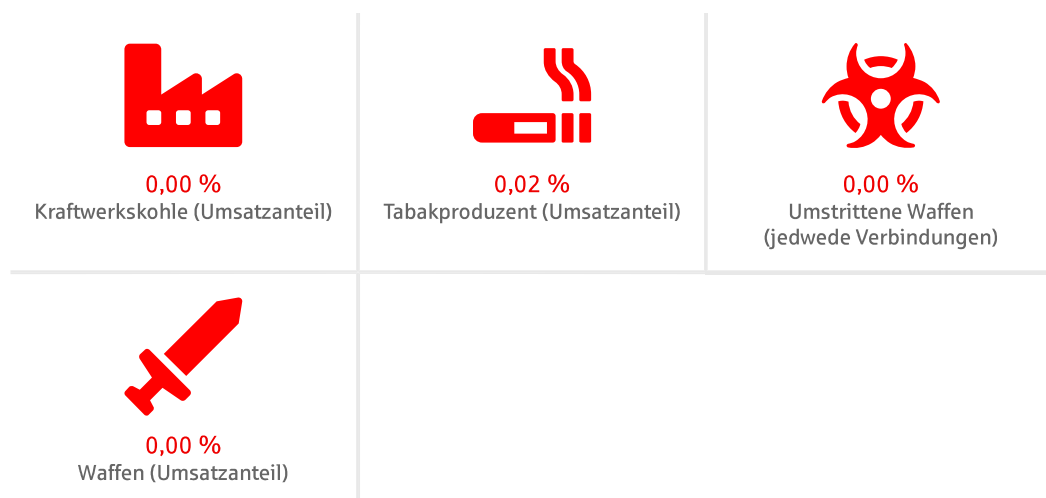 0,00 %
Kraftwerkskohle (Umsatzanteil)
0,02 %
Tabakproduzent (Umsatzanteil)
0,00 %
Umstrittene Waffen
(jedwede Verbindungen)
0,00 %
Waffen (Umsatzanteil)